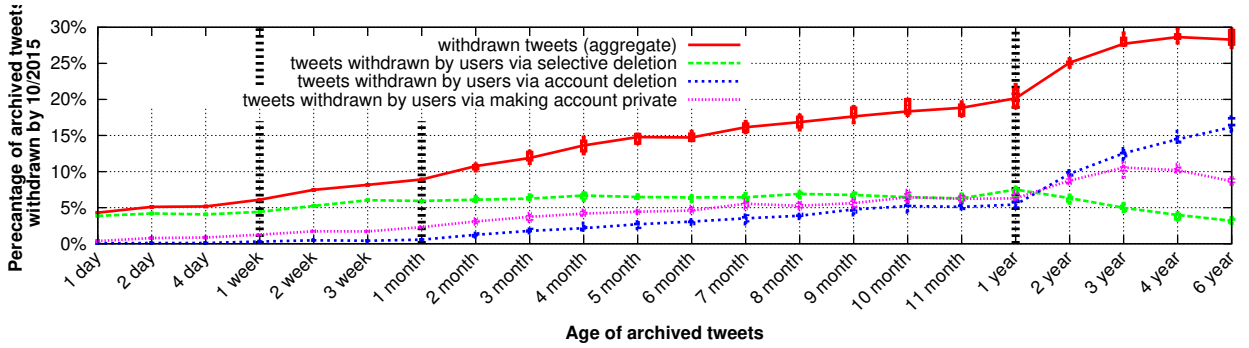 Perecantage of archived tweets
withdrawn by 10/2015
30%
25%
20%
15%
10%
5%
0%
withdrawn tweets (aggregate)
tweets withdrawn by users via selective deletion
tweets withdrawn by users via account deletion
tweets withdrawn by users via making account private
1 day
2 day
4 day
1 week
2 week
3 week
1 month
2 month
3 month
4 month
5 month
6 month
7 month
8 month
9 month
10 month
11 month
1 year
2 year
3 year
4 year
6 year
Age of archived tweets